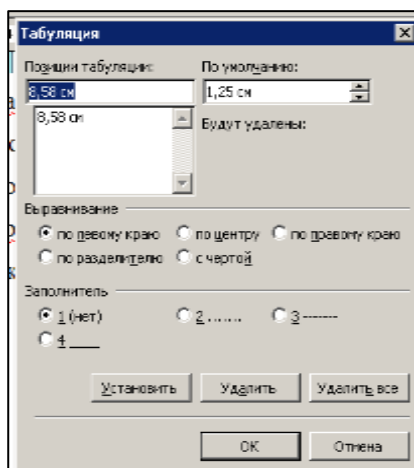 Табуляция
Позиции табуляции: По умолчанию:
8,58 см 1,25 см
8,58 см Будут удалены:
Выравнивание
по левому краю по центру по правому краю
по разделителю с чертой
Заполнитель
1 (нет) 2 ........ 3 -------
4 ____
Установить Удалить Удалить все
ОК Отмена